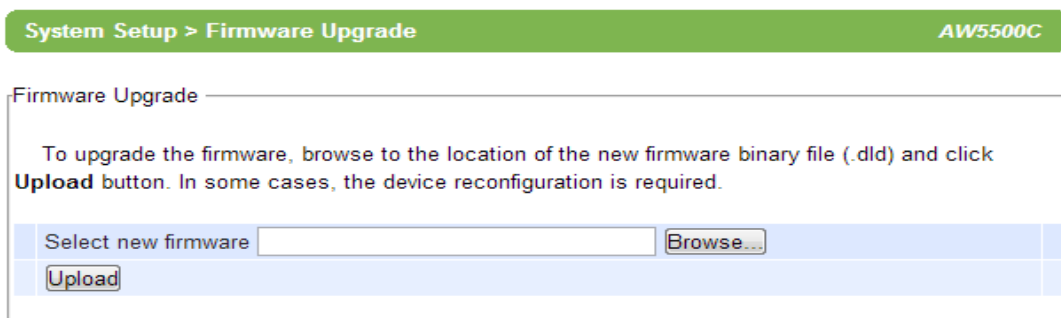 System Setup > Firmware Upgrade AW5500C
Firmware Upgrade
To upgrade the firmware, browse to the location of the new firmware binary file (.dld) and click
Upload button. In some cases, the device reconfiguration is required.
Select new firmware Browse...
Upload